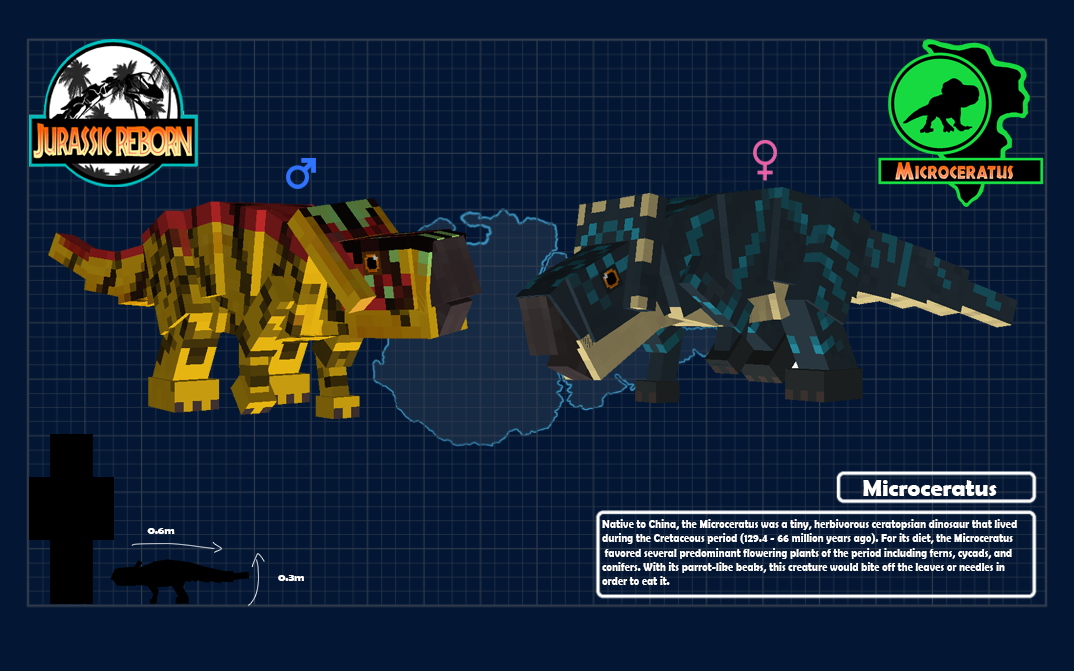 JURASSIC REBORN
MICROCERATUS
Microceratus
Native to China, the Microceratus was a tiny, herbivorous ceratopsian dinosaur that lived
during the Cretaceous period (129.4 - 66 million years ago). For its diet, the Microceratus
favored several predominant flowering plants of the period including ferns, cycads, and
conifers. With its parrot-like beabs, this creature would bite off the leaves or needles in
order to eat it.
0.6m
0.3m